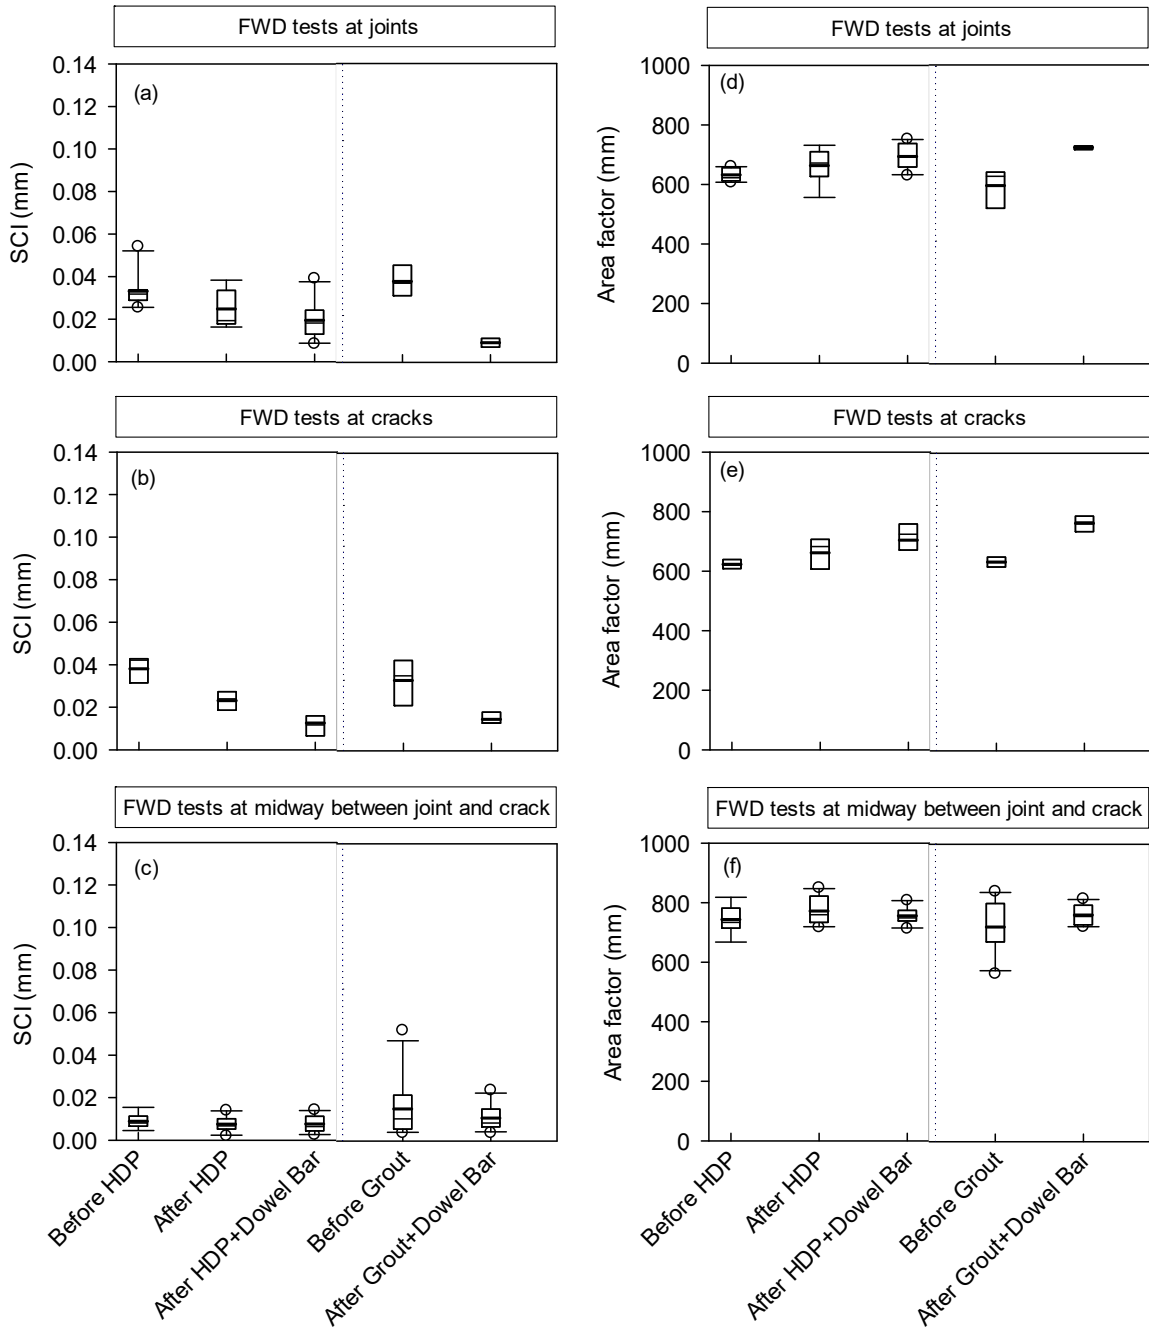 FWD tests at joints
SCI (mm)
0.14
0.12
0.10
0.08
0.06
0.04
0.02
0.00
(a)
FWD tests at joints
Area factor (mm)
1000
800
600
400
200
0
(d)
FWD tests at cracks
SCI (mm)
0.14
0.12
0.10
0.08
0.06
0.04
0.02
0.00
(b)
FWD tests at cracks
Area factor (mm)
1000
800
600
400
200
0
(e)
FWD tests at midway between joint and crack
SCI (mm)
0.14
0.12
0.10
0.08
0.06
0.04
0.02
0.00
(c)
Before HDP
After HDP
After HDP+Dowel Bar
Before Grout
After Grout+Dowel Bar
FWD tests at midway between joint and crack
Area factor (mm)
1000
800
600
400
200
0
(f)
Before HDP
After HDP
After HDP+Dowel Bar
Before Grout
After Grout+Dowel Bar